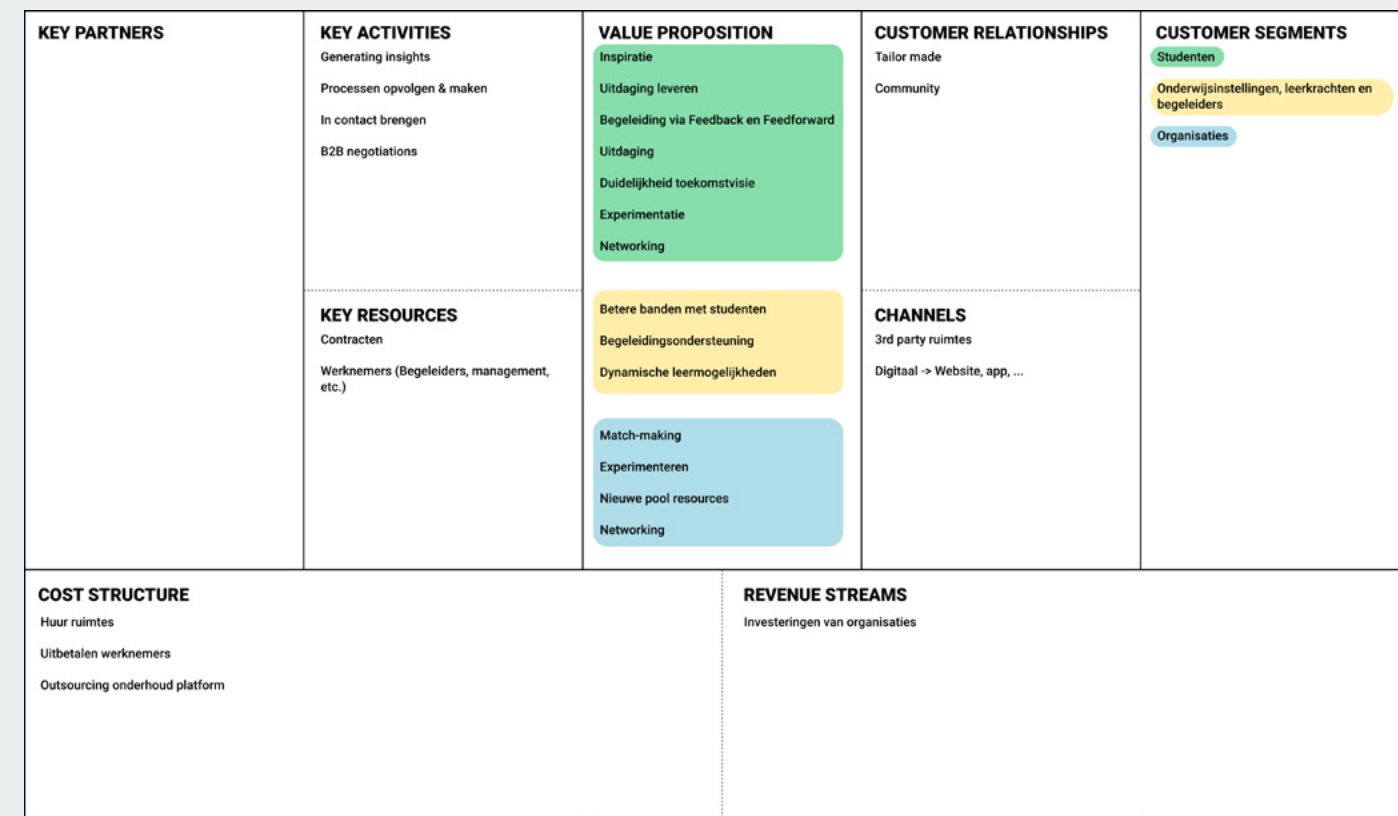 KEY PARTNERS
KEY ACTIVITIES
Generating insights
Processen opvolgen & maken
In contact brengen
B2B negotiations
KEY RESOURCES
Contracten
Werknemers (Begeleiders, management,
etc.)
VALUE PROPOSITION
Inspiratie
Uitdaging leveren
Begeleiding via Feedback en Feedforward
Uitdaging
Duidelijkheid toekomstvisie
Experimentatie
Networking
Betere banden met studenten
Begeleidingsondersteuning
Dynamische leermogelijkheden
Match-making
Experimenteren
Nieuwe pool resources
Networking
CUSTOMER RELATIONSHIPS
Tailor made
Community
CHANNELS
3rd party ruimtes
Digitaal -> Website, app, ...
CUSTOMER SEGMENTS
Studenten
Onderwijsinstellingen, leerkrachten en
begeleiders
Organisaties
COST STRUCTURE
Huur ruimtes
Uitbetalen werknemers
Outsourcing onderhoud platform
REVENUE STREAMS
Investeringen van organisaties